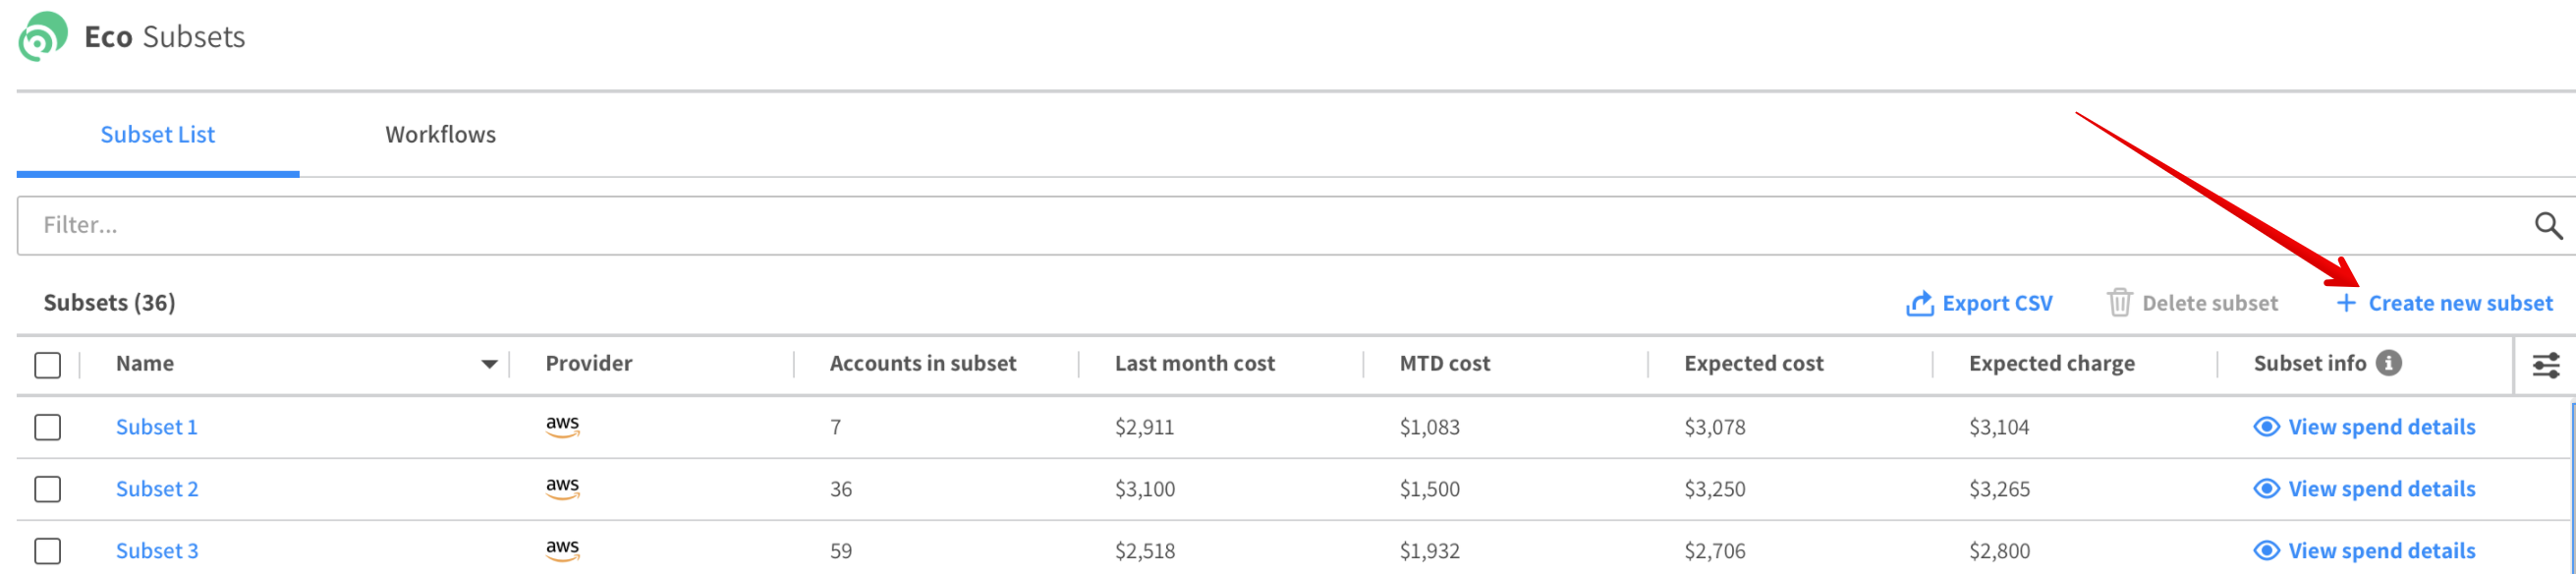 Eco Subsets
Subset List Workflows
Filter...
Subsets (36) Export CSV Delete subset + Create new subset
Name Provider Accounts in subset Last month cost MTD cost Expected cost Expected charge Subset info i
Subset 1 aws 7 $2,911 $1,083 $3,078 $3,104 View spend details
Subset 2 aws 36 $3,100 $1,500 $3,250 $3,265 View spend details
Subset 3 aws 59 $2,518 $1,932 $2,706 $2,800 View spend details